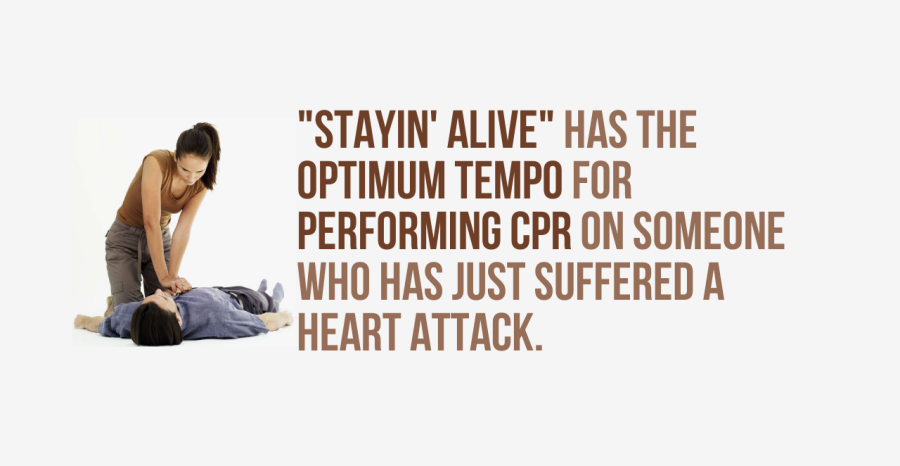 "STAYIN' ALIVE" HAS THE
OPTIMUM TEMPO FOR
PERFORMING CPR ON SOMEONE
WHO HAS JUST SUFFERED A
HEART ATTACK.